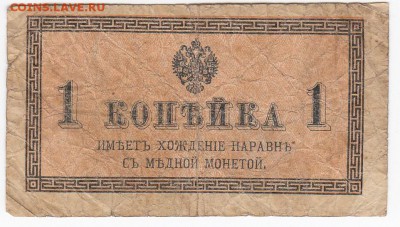 COINS.LAVE.RU
1 КОПѢЙКА 1
ИМѢЕТЪ ХОЖДЕНІЕ НАРАВНѢ
СЪ МѢДНОЙ МОНЕТОЙ.